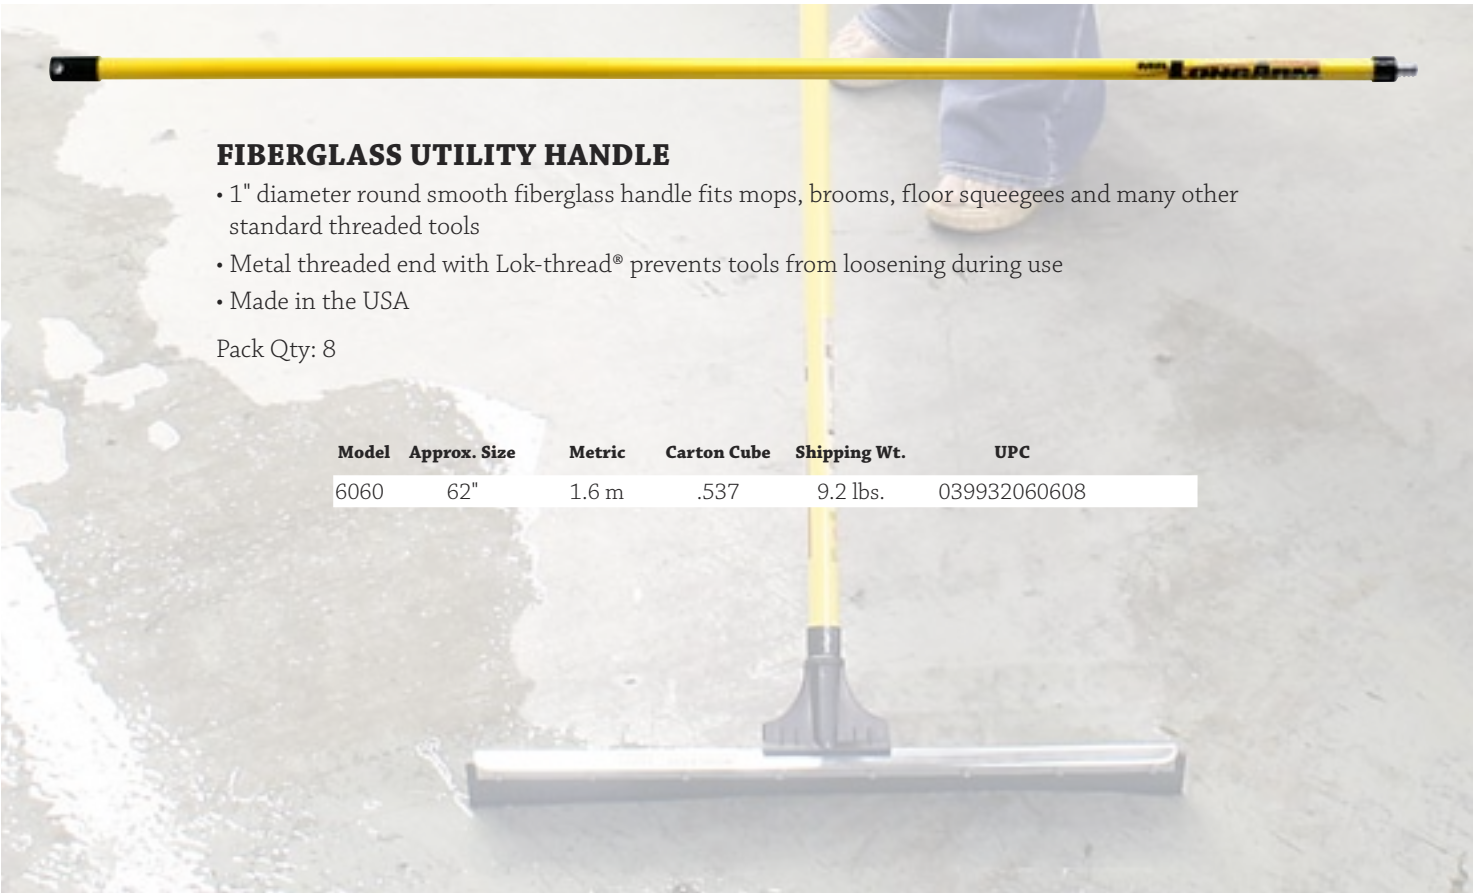 MR. LONGARM
FIBERGLASS UTILITY HANDLE
• 1" diameter round smooth fiberglass handle fits mops, brooms, floor squeegees and many other
standard threaded tools
• Metal threaded end with Lok-thread® prevents tools from loosening during use
• Made in the USA
Pack Qty: 8
Model Approx. Size Metric Carton Cube Shipping Wt. UPC
6060 62" 1.6 m .537 9.2 lbs. 039932060608